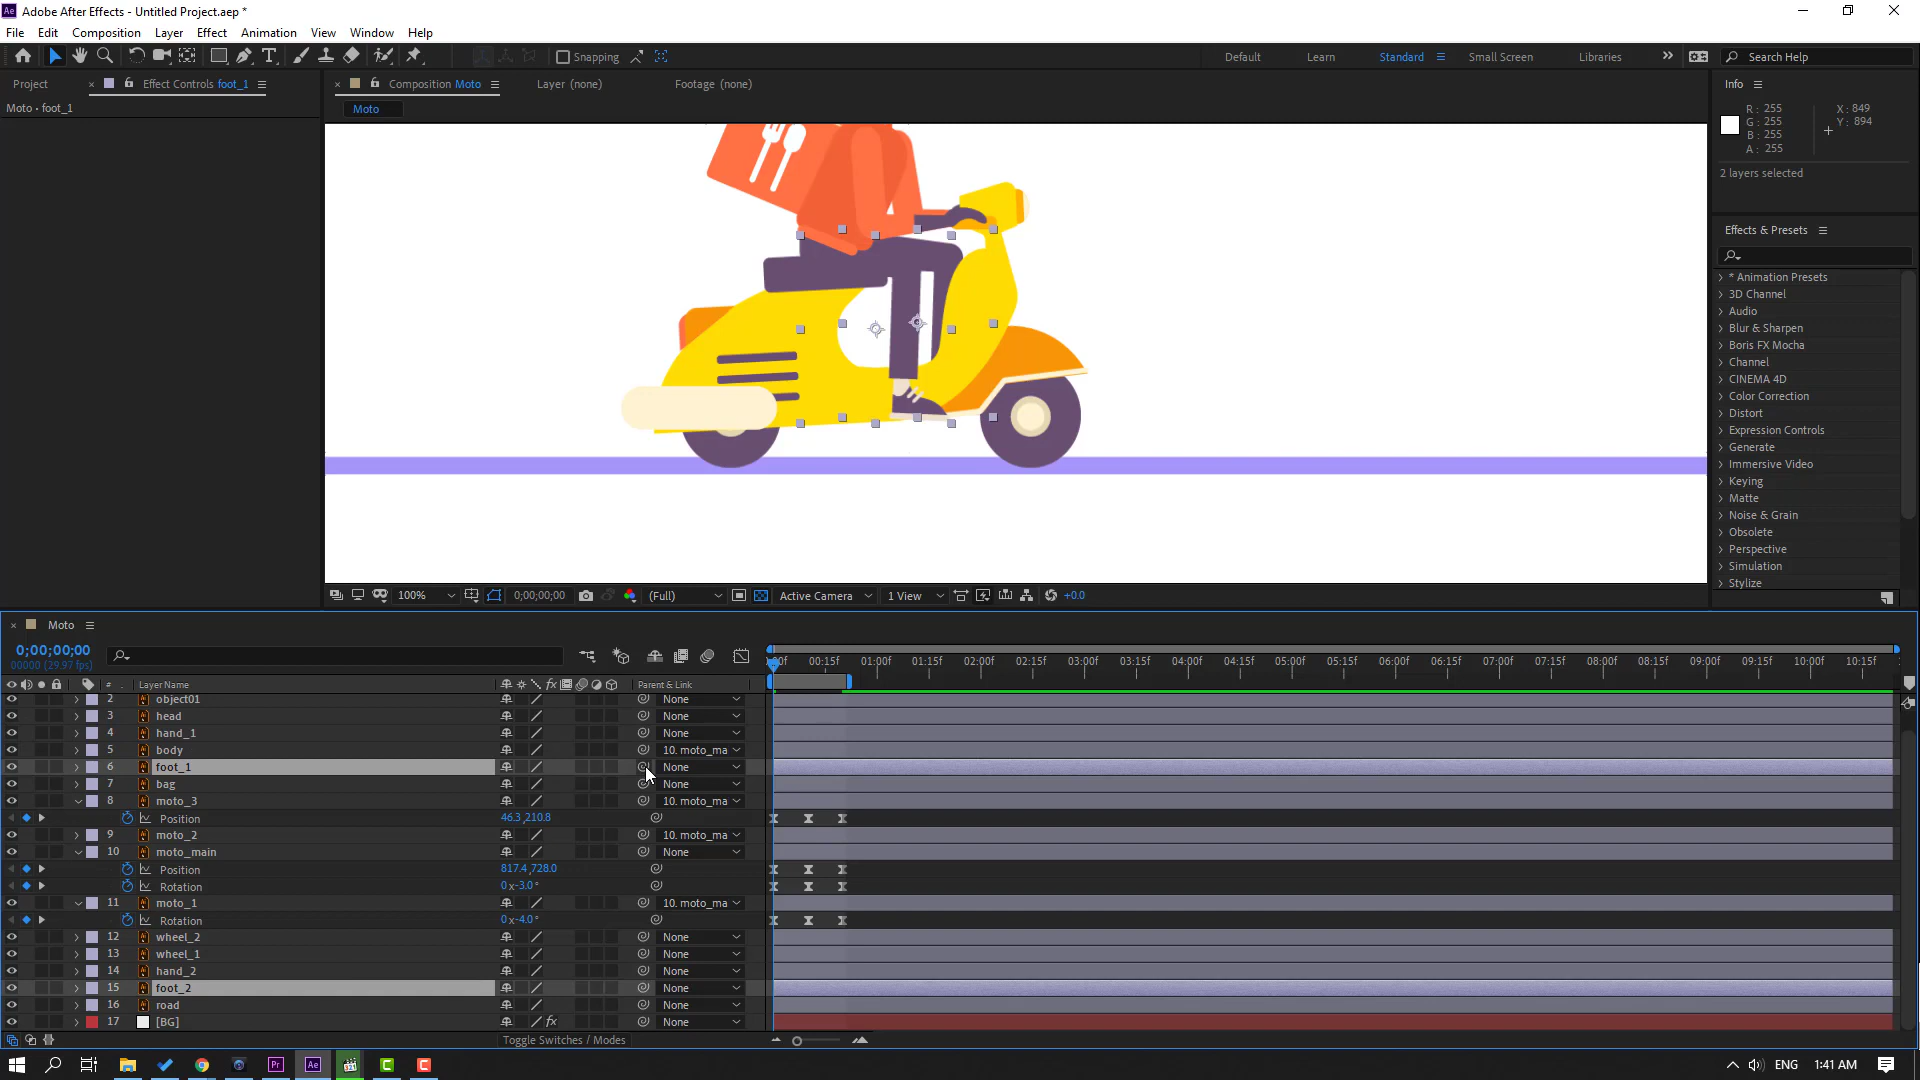 Adobe After Effects - Untitled Project.aep *
File Edit Composition Layer Effect Animation View Window Help
Snapping
Default Learn Standard Small Screen Libraries Search Help
Project Effect Controls foot_1 Composition Moto Layer (none) Footage (none) Info
Moto • foot_1 Moto
R: 255 X: 849
G: 255 Y: 894
B: 255
A: 255
2 layers selected
Effects & Presets
* Animation Presets
3D Channel
Audio
Blur & Sharpen
Boris FX Mocha
Channel
CINEMA 4D
Color Correction
Distort
Expression Controls
Generate
Immersive Video
Keying
Matte
Noise & Grain
Obsolete
Perspective
Simulation
Stylize
100% 0;00;00;00 (Full) Active Camera 1 View +0.0
Moto
0;00;00;00
00000 (29.97 fps)
00f 00:15f 01:00f 01:15f 02:00f 02:15f 03:00f 03:15f 04:00f 04:15f 05:00f 05:15f 06:00f 06:15f 07:00f 07:15f 08:00f 08:15f 09:00f 09:15f 10:00f 10:15f
# Layer Name fx Parent & Link
2 object01 None
3 head None
4 hand_1 None
5 body 10. moto_ma
6 foot_1 None
7 bag None
8 moto_3 10. moto_ma
Position 46.3,210.8
9 moto_2 10. moto_ma
10 moto_main None
Position 817.4,728.0
Rotation 0x-3.0°
11 moto_1 10. moto_ma
Rotation 0x-4.0°
12 wheel_2 None
13 wheel_1 None
14 hand_2 None
15 foot_2 None
16 road None
17 [BG] fx None
Toggle Switches / Modes
Pr Ae ENG 1:41 AM